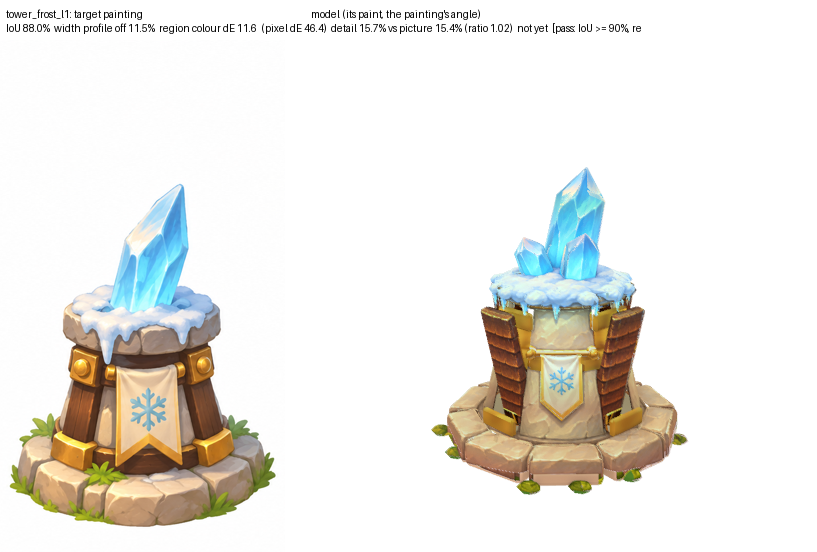 tower_frost_l1: target painting
model (its paint, the painting's angle)
IoU 88.0% width profile off 11.5% region colour dE 11.6 (pixel dE 46.4) detail 15.7% vs picture 15.4% (ratio 1.02) not yet [pass: IoU >= 90%, re